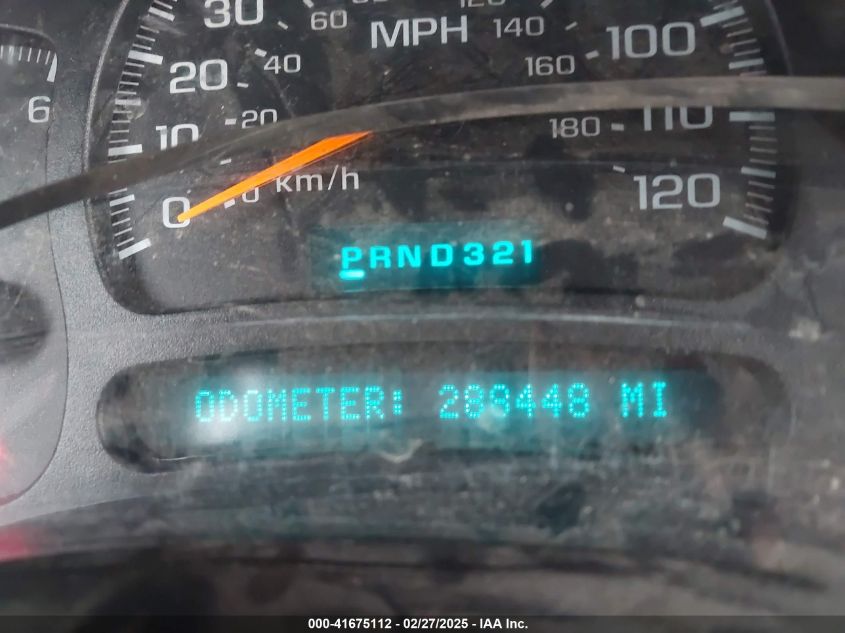 30 60 MPH 140 100
20 40 160
6
10 20 180 110
0 0 km/h 120
PRND321
ODOMETER: 289448 MI
000-41675112 - 02/27/2025 - IAA Inc.